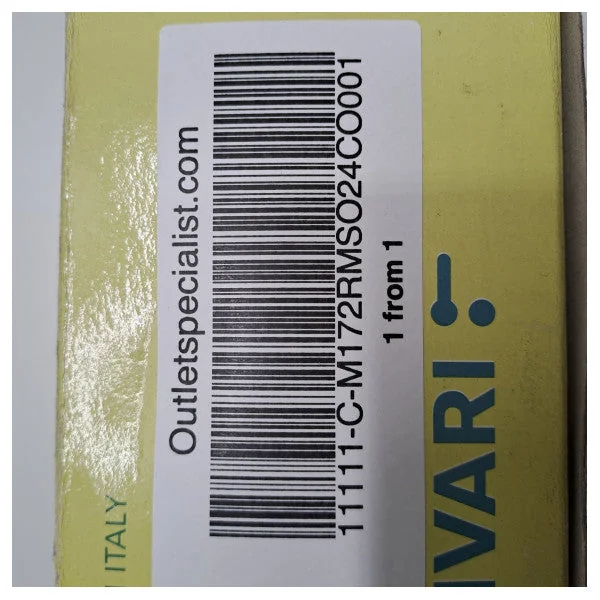 Outletspecialist.com
11111-C-M172RMSO24CO001
1 from 1
ITALY
IVARI